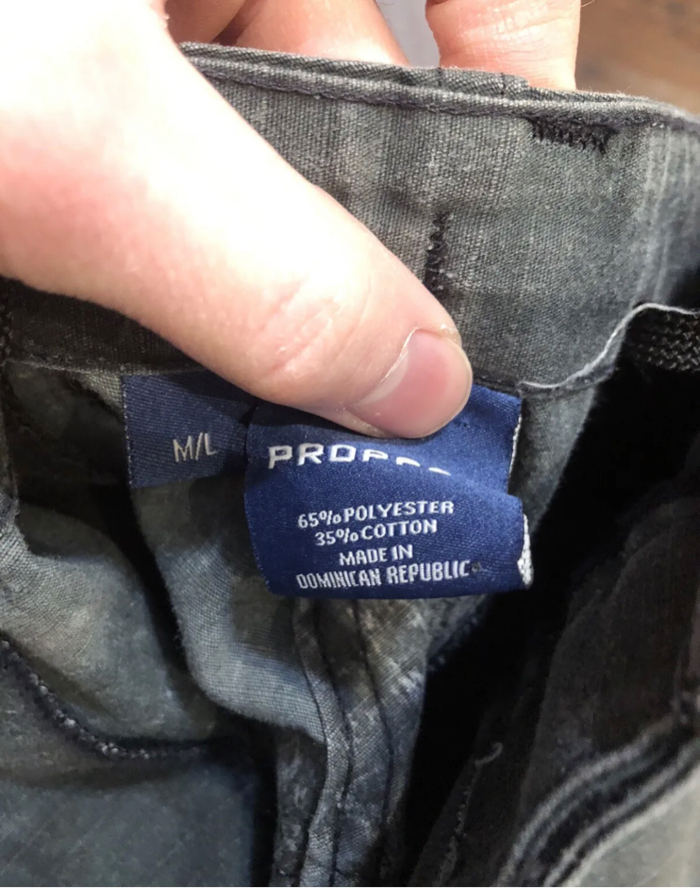 M/L
65% POLYESTER
35% COTTON
MADE IN
DOMINICAN REPUBLIC